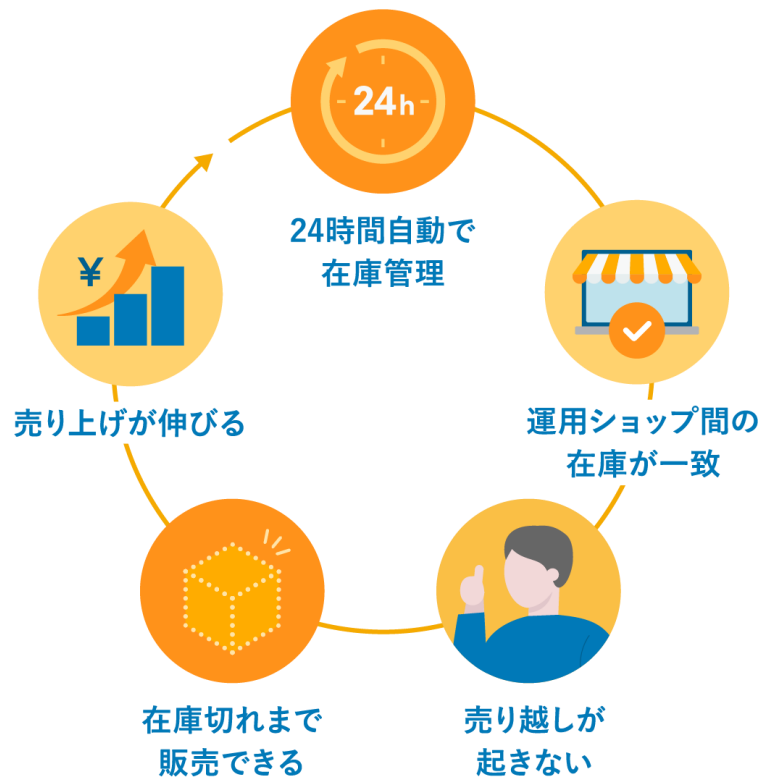 24h
24時間自動で
在庫管理
運用ショップ間の
在庫が一致
売り越しが
起きない
在庫切れまで
販売できる
¥
売り上げが伸びる